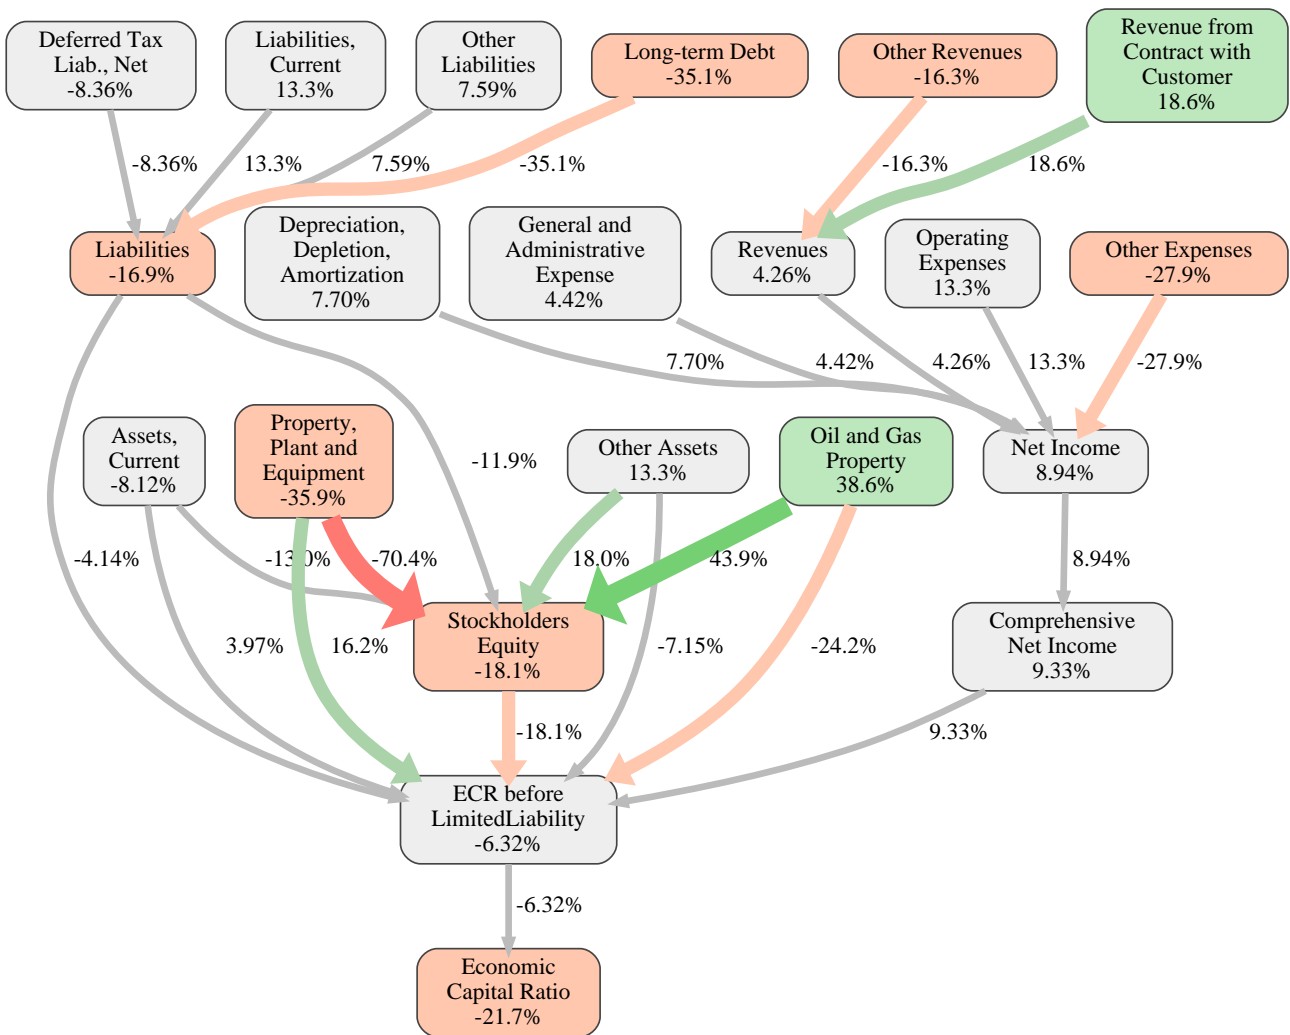 Deferred Tax
Liab., Net
-8.36%
Liabilities,
Current
13.3%
Other
Liabilities
7.59%
Long-term Debt
-35.1%
Other Revenues
-16.3%
Revenue from
Contract with
Customer
18.6%
-8.36%
13.3%
7.59%
-35.1%
-16.3%
18.6%
Liabilities
-16.9%
Depreciation,
Depletion,
Amortization
7.70%
General and
Administrative
Expense
4.42%
Revenues
4.26%
Operating
Expenses
13.3%
Other Expenses
-27.9%
7.70%
4.42%
4.26%
13.3%
-27.9%
Assets,
Current
-8.12%
Property,
Plant and
Equipment
-35.9%
-11.9%
Other Assets
13.3%
Oil and Gas
Property
38.6%
Net Income
8.94%
-4.14%
-13.0%
-70.4%
18.0%
43.9%
8.94%
3.97%
16.2%
Stockholders
Equity
-18.1%
-7.15%
-24.2%
Comprehensive
Net Income
9.33%
-18.1%
9.33%
ECR before
LimitedLiability
-6.32%
-6.32%
Economic
Capital Ratio
-21.7%